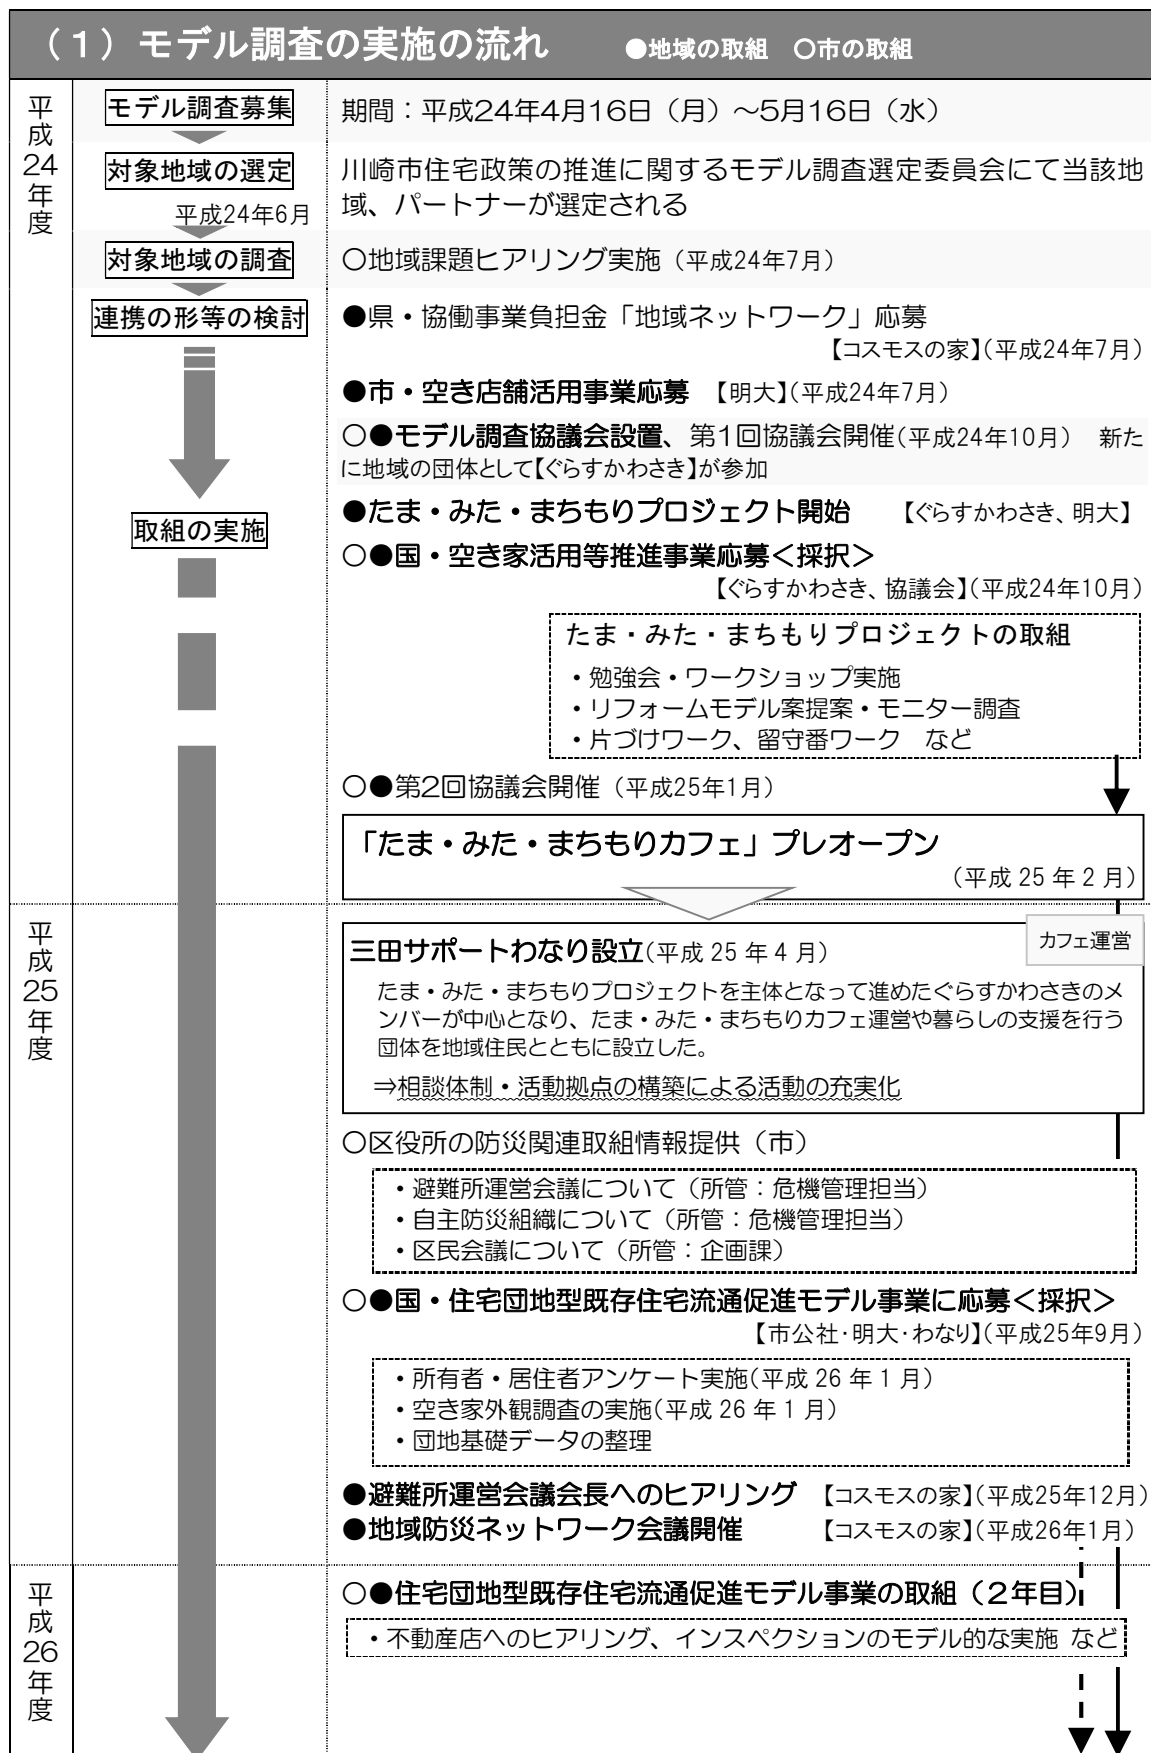 （１）モデル調査の実施の流れ　●地域の取組　○市の取組
平成24年度
モデル調査募集
期間：平成24年4月16日（月）～5月16日（水）
対象地域の選定
平成24年6月
川崎市住宅政策の推進に関するモデル調査選定委員会にて当該地
域、パートナーが選定される
対象地域の調査
○地域課題ヒアリング実施（平成24年7月）
連携の形等の検討
●県・協働事業負担金「地域ネットワーク」応募
【コスモスの家】（平成24年7月）
●市・空き店舗活用事業応募　【明大】（平成24年7月）
○●モデル調査協議会設置、第1回協議会開催（平成24年10月）　新た
に地域の団体として【ぐらすかわさき】が参加
●たま・みた・まちもりプロジェクト開始　【ぐらすかわさき、明大】
取組の実施
○●国・空き家活用等推進事業応募＜採択＞
【ぐらすかわさき、協議会】（平成24年10月）
たま・みた・まちもりプロジェクトの取組
・勉強会・ワークショップ実施
・リフォームモデル案提案・モニター調査
・片づけワーク、留守番ワーク　など
○●第2回協議会開催（平成25年1月）
「たま・みた・まちもりカフェ」プレオープン
（平成 25 年 2 月）
平成25年度
カフェ運営
三田サポートわなり設立（平成 25 年 4 月）
たま・みた・まちもりプロジェクトを主体となって進めたぐらすかわさきのメ
ンバーが中心となり、たま・みた・まちもりカフェ運営や暮らしの支援を行う
団体を地域住民とともに設立した。
⇒相談体制・活動拠点の構築による活動の充実化
○区役所の防災関連取組情報提供（市）
・避難所運営会議について（所管：危機管理担当）
・自主防災組織について（所管：危機管理担当）
・区民会議について（所管：企画課）
○●国・住宅団地型既存住宅流通促進モデル事業に応募＜採択＞
【市公社・明大・わなり】（平成25年9月）
・所有者・居住者アンケート実施（平成 26 年 1 月）
・空き家外観調査の実施（平成 26 年 1 月）
・団地基礎データの整理
●避難所運営会議会長へのヒアリング　【コスモスの家】（平成25年12月）
●地域防災ネットワーク会議開催　【コスモスの家】（平成26年1月）
平成26年度
○●住宅団地型既存住宅流通促進モデル事業の取組（２年目）
・不動産店へのヒアリング、インスペクションのモデル的な実施 など